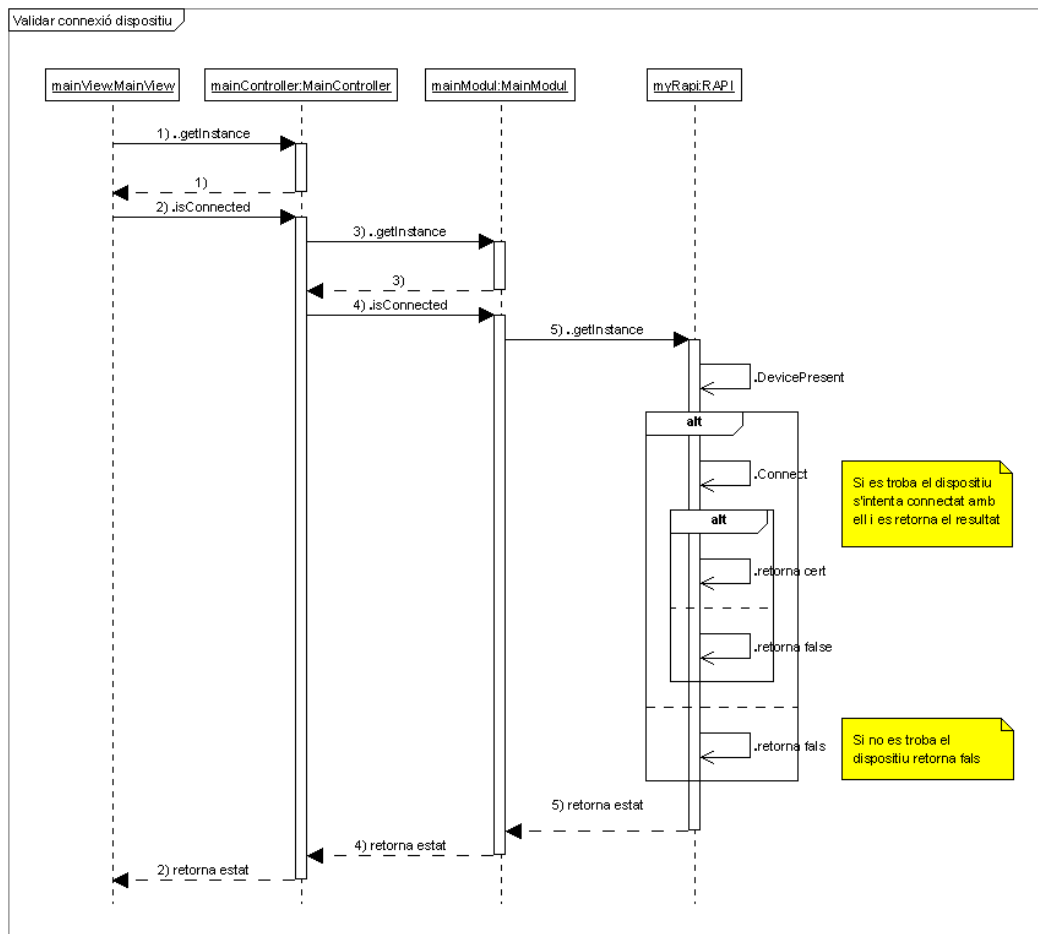 Validar connexió dispositiu
mainView:MainView
mainController:MainController
mainModul:MainModul
myRapi:RAPI
1) ..getInstance
1)
2) .isConnected
3) ..getInstance
3)
4) .isConnected
5) ..getInstance
.DevicePresent
alt
.Connect
Si es troba el dispositiu
s'intenta connectat amb
ell i es retorna el resultat
alt
.retorna cert
.retorna false
.retorna fals
Si no es troba el
dispositiu retorna fals
5) retorna estat
4) retorna estat
2) retorna estat